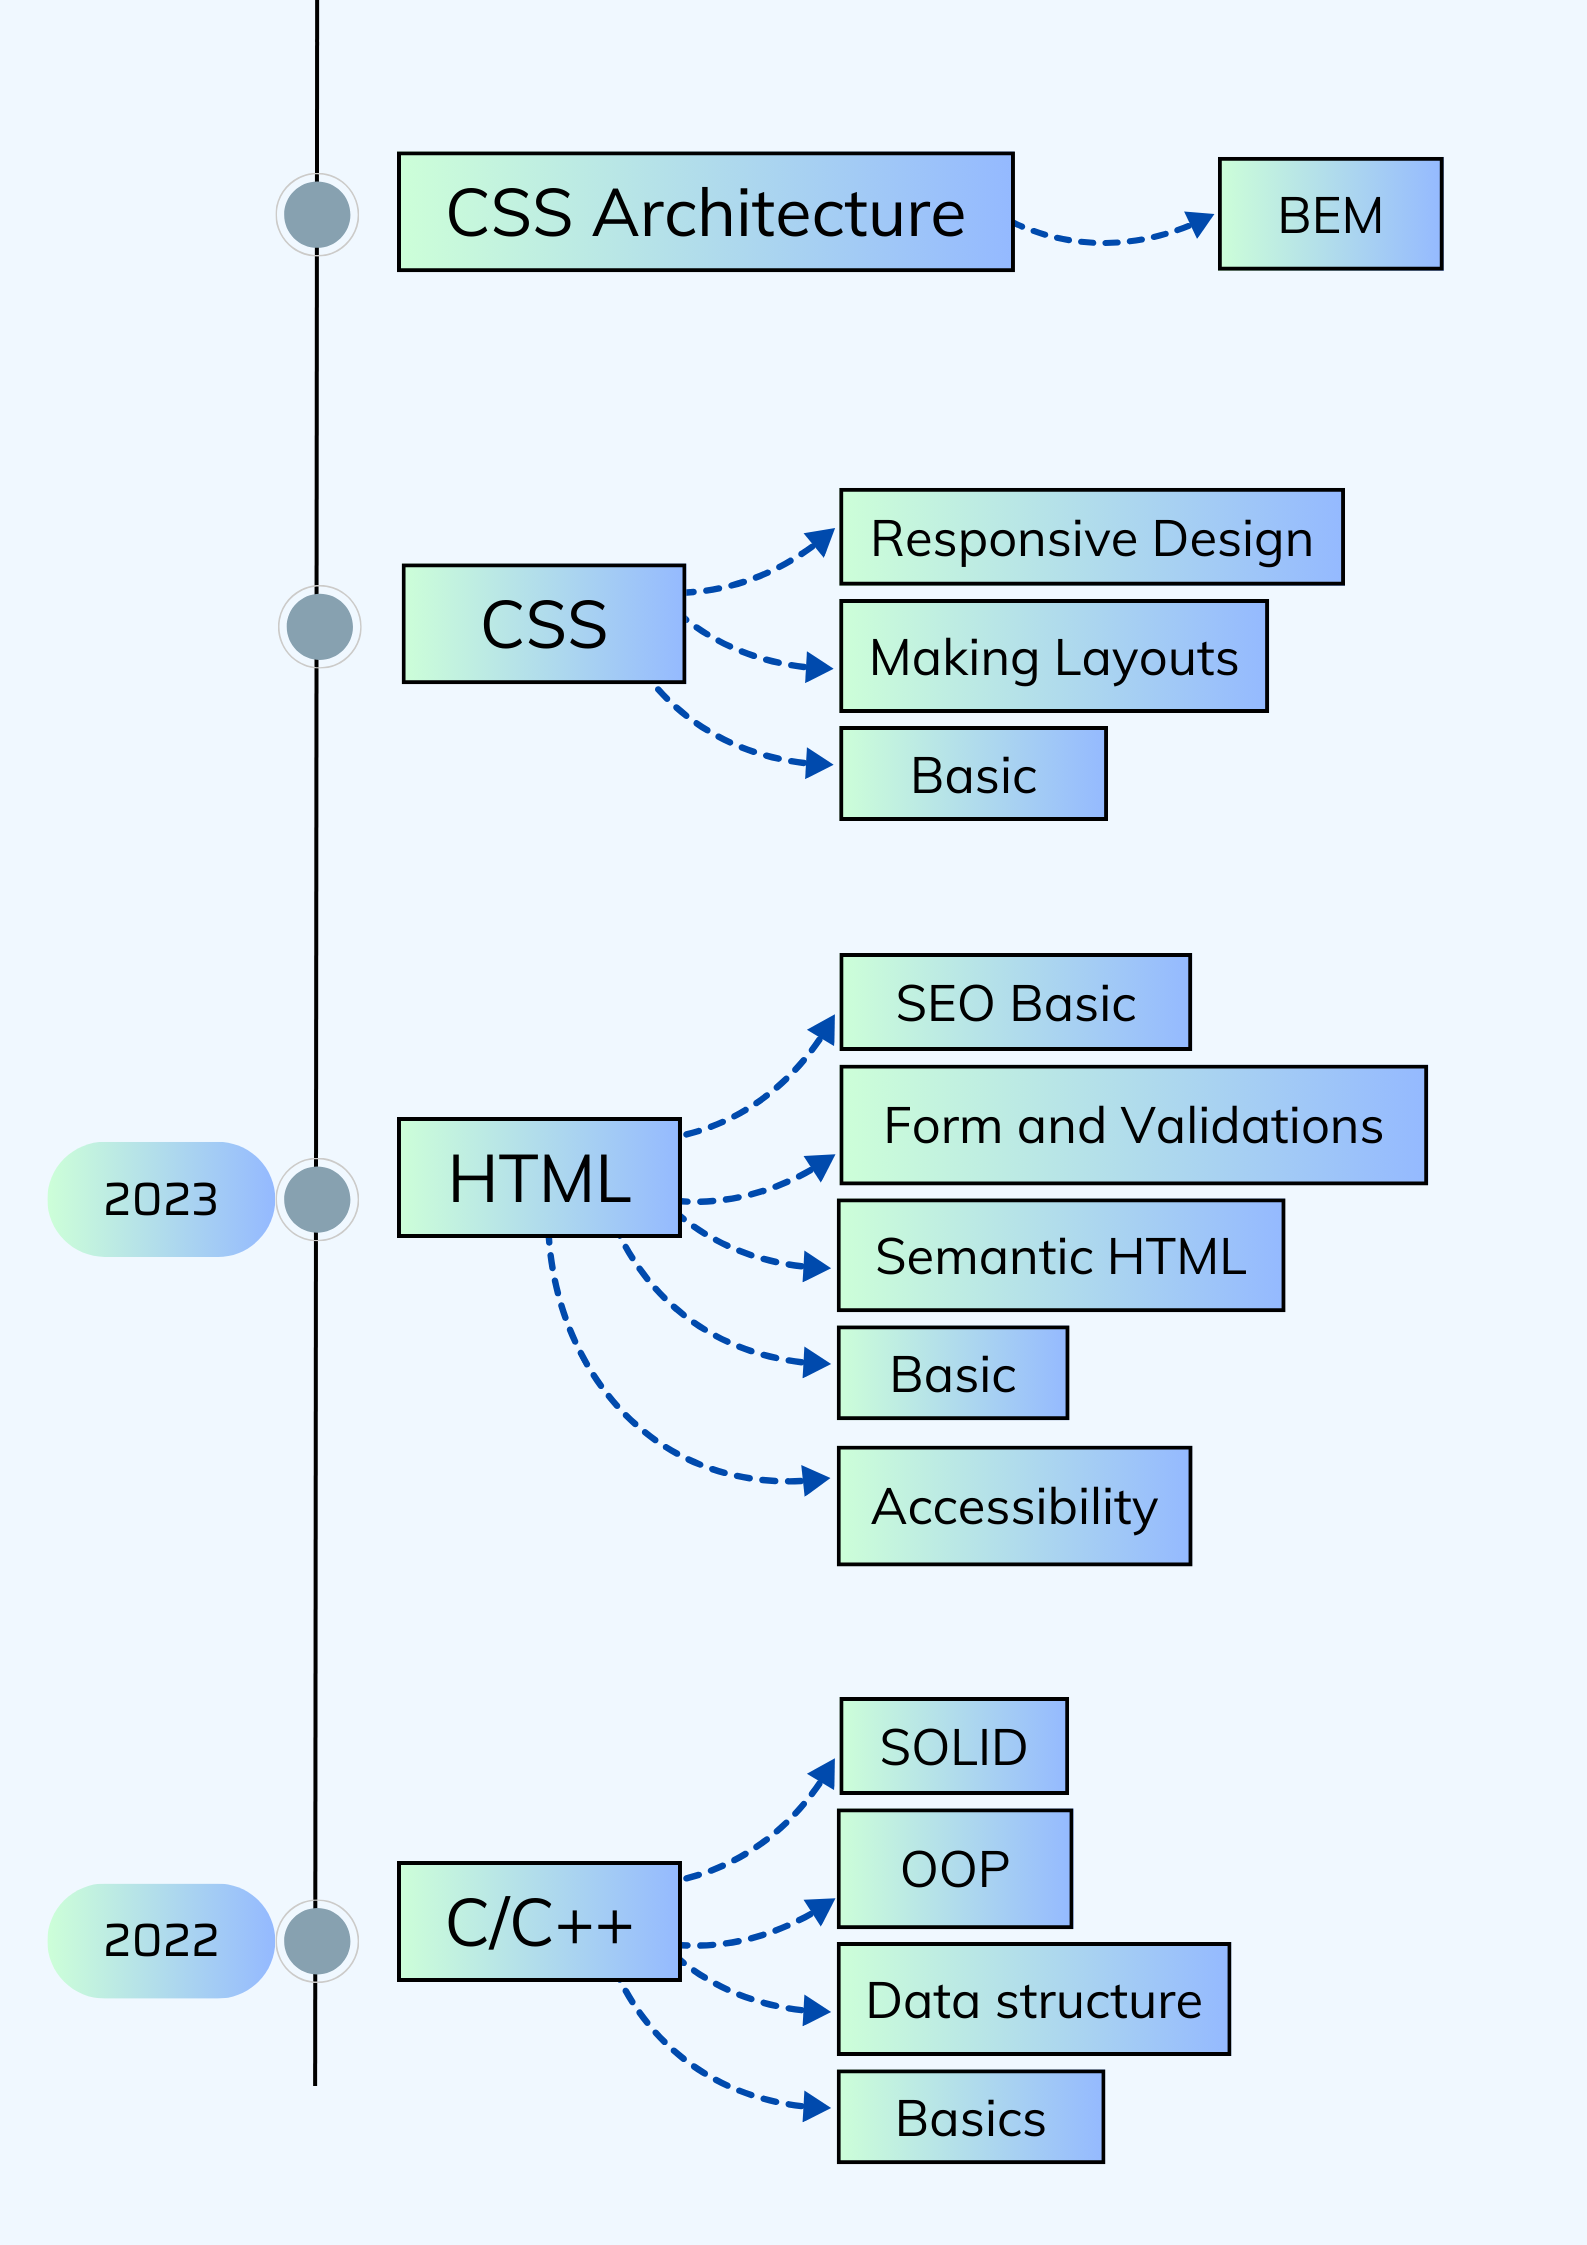 CSS Architecture
BEM
CSS
Responsive Design
Making Layouts
Basic
2023
HTML
SEO Basic
Form and Validations
Semantic HTML
Basic
Accessibility
2022
C/C++
SOLID
OOP
Data structure
Basics